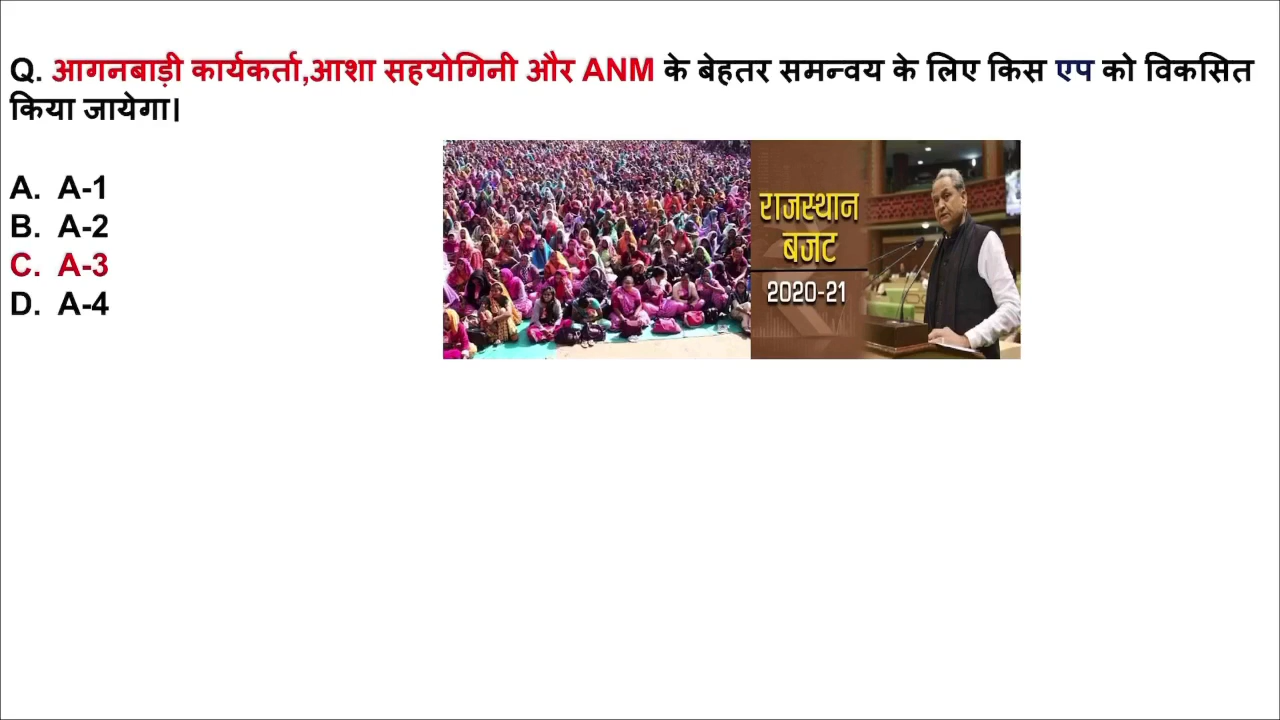 Q. आगनबाड़ी कार्यकर्ता,आशा सहयोगिनी और ANM के बेहतर समन्वय के लिए किस एप को विकसित
किया जायेगा।
A. A-1
B. A-2
C. A-3
D. A-4
राजस्थान
बजट
2020-21